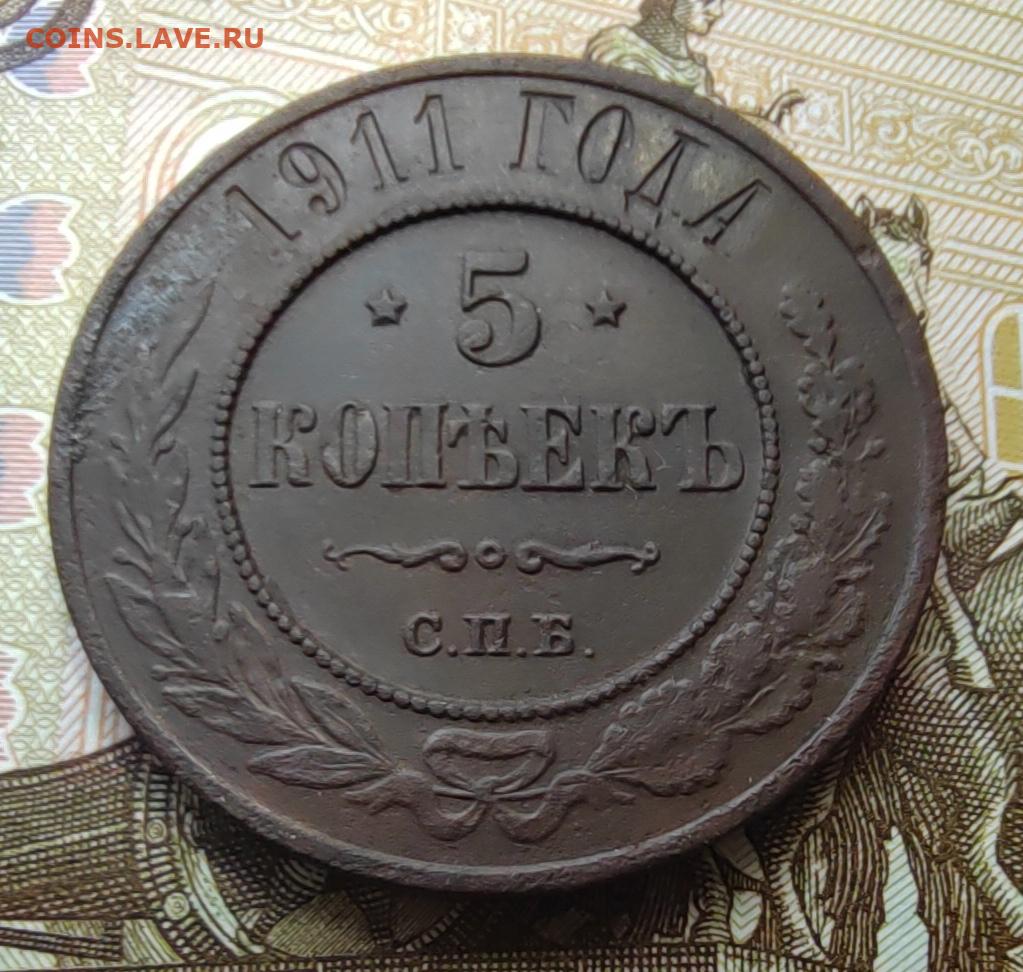 COINS.LAVE.RU
1911 ГОДА
5
КОПѢЕКЪ
С.П.Б.